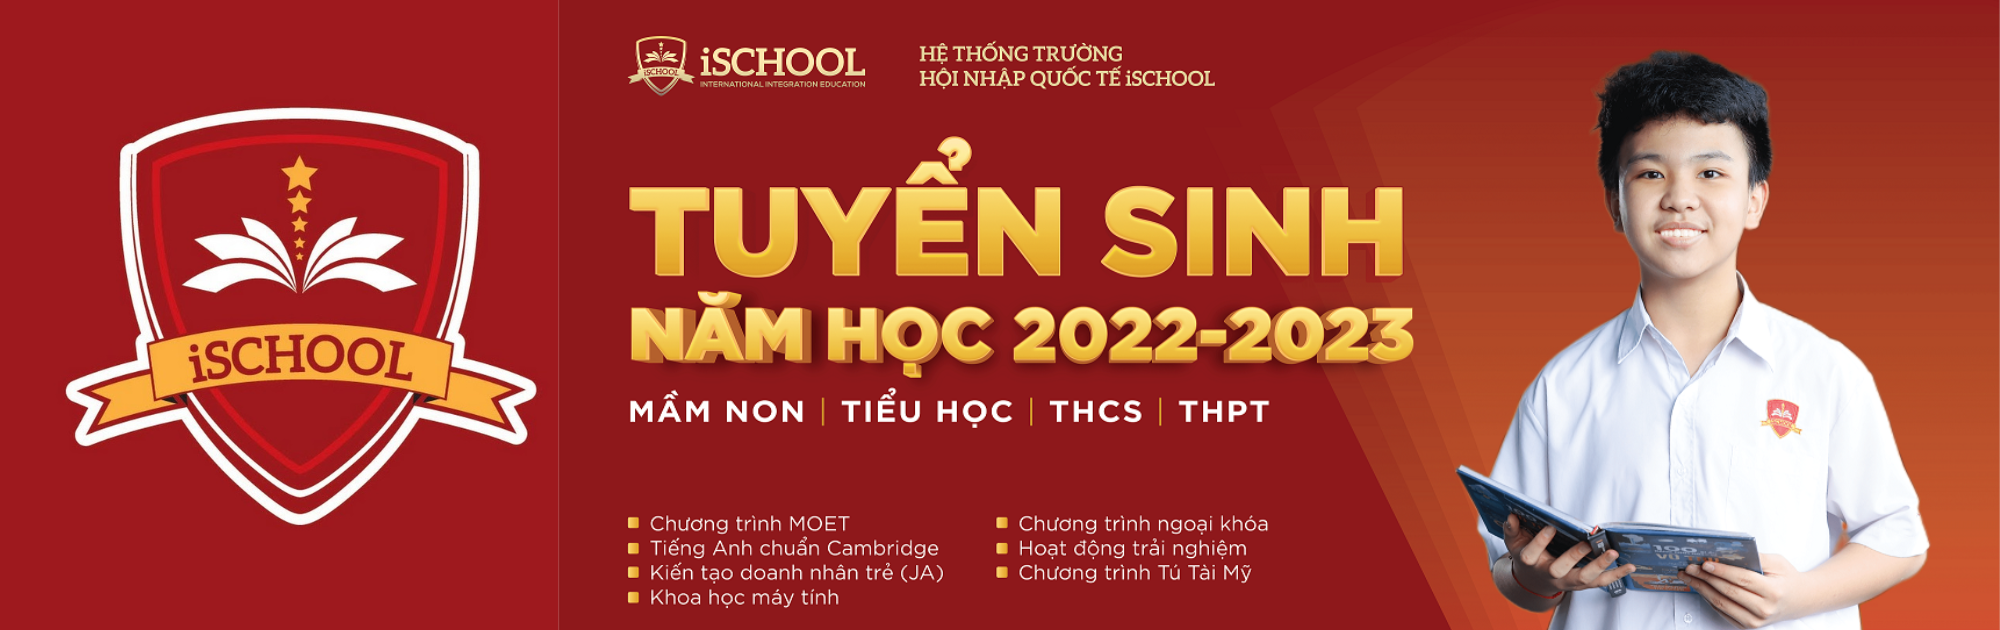 iSCHOOL
iSCHOOL
iSCHOOL
INTERNATIONAL INTEGRATION EDUCATION
HỆ THỐNG TRƯỜNG
HỘI NHẬP QUỐC TẾ iSCHOOL
TUYỂN SINH
NĂM HỌC 2022-2023
MẦM NON | TIỂU HỌC | THCS | THPT
Chương trình MOET
Tiếng Anh chuẩn Cambridge
Kiến tạo doanh nhân trẻ (JA)
Khoa học máy tính
Chương trình ngoại khóa
Hoạt động trải nghiệm
Chương trình Tú Tài Mỹ
iSCHOOL
100